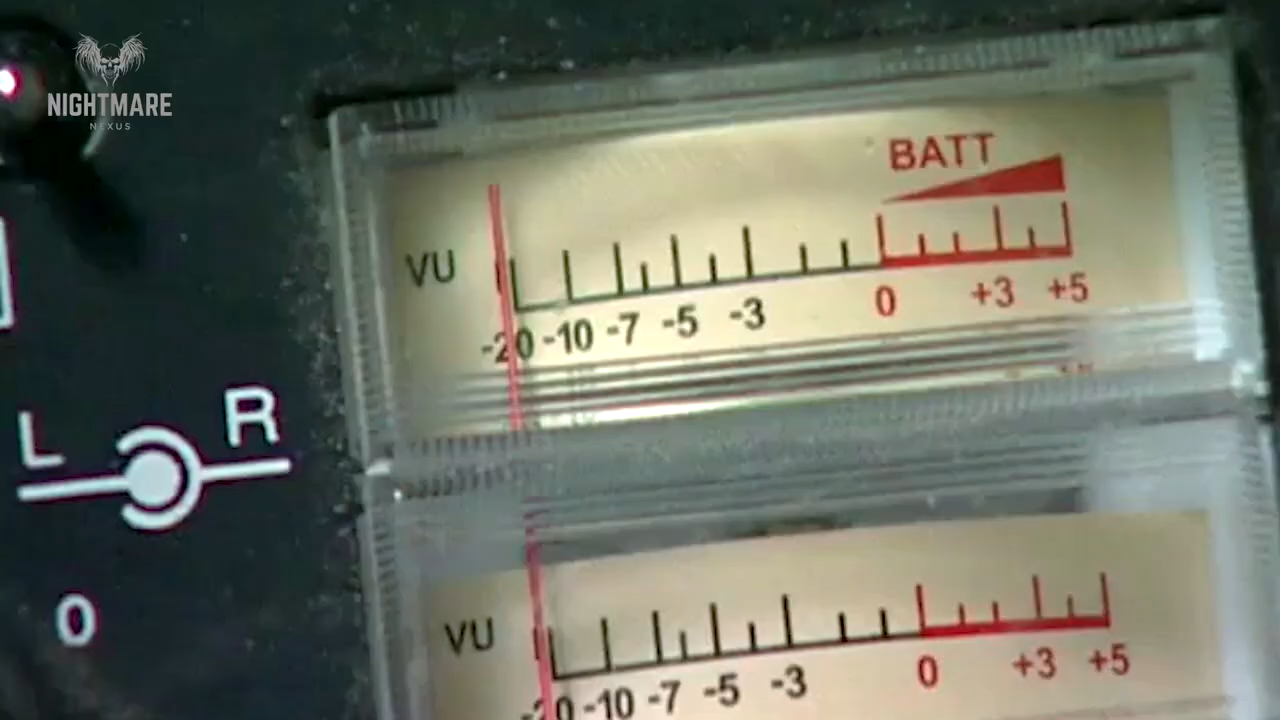 NIGHTMARE
NEXUS
BATT
VU
-20 -10 -7 -5 -3 0 +3 +5
L R
0
VU
-20 -10 -7 -5 -3 0 +3 +5